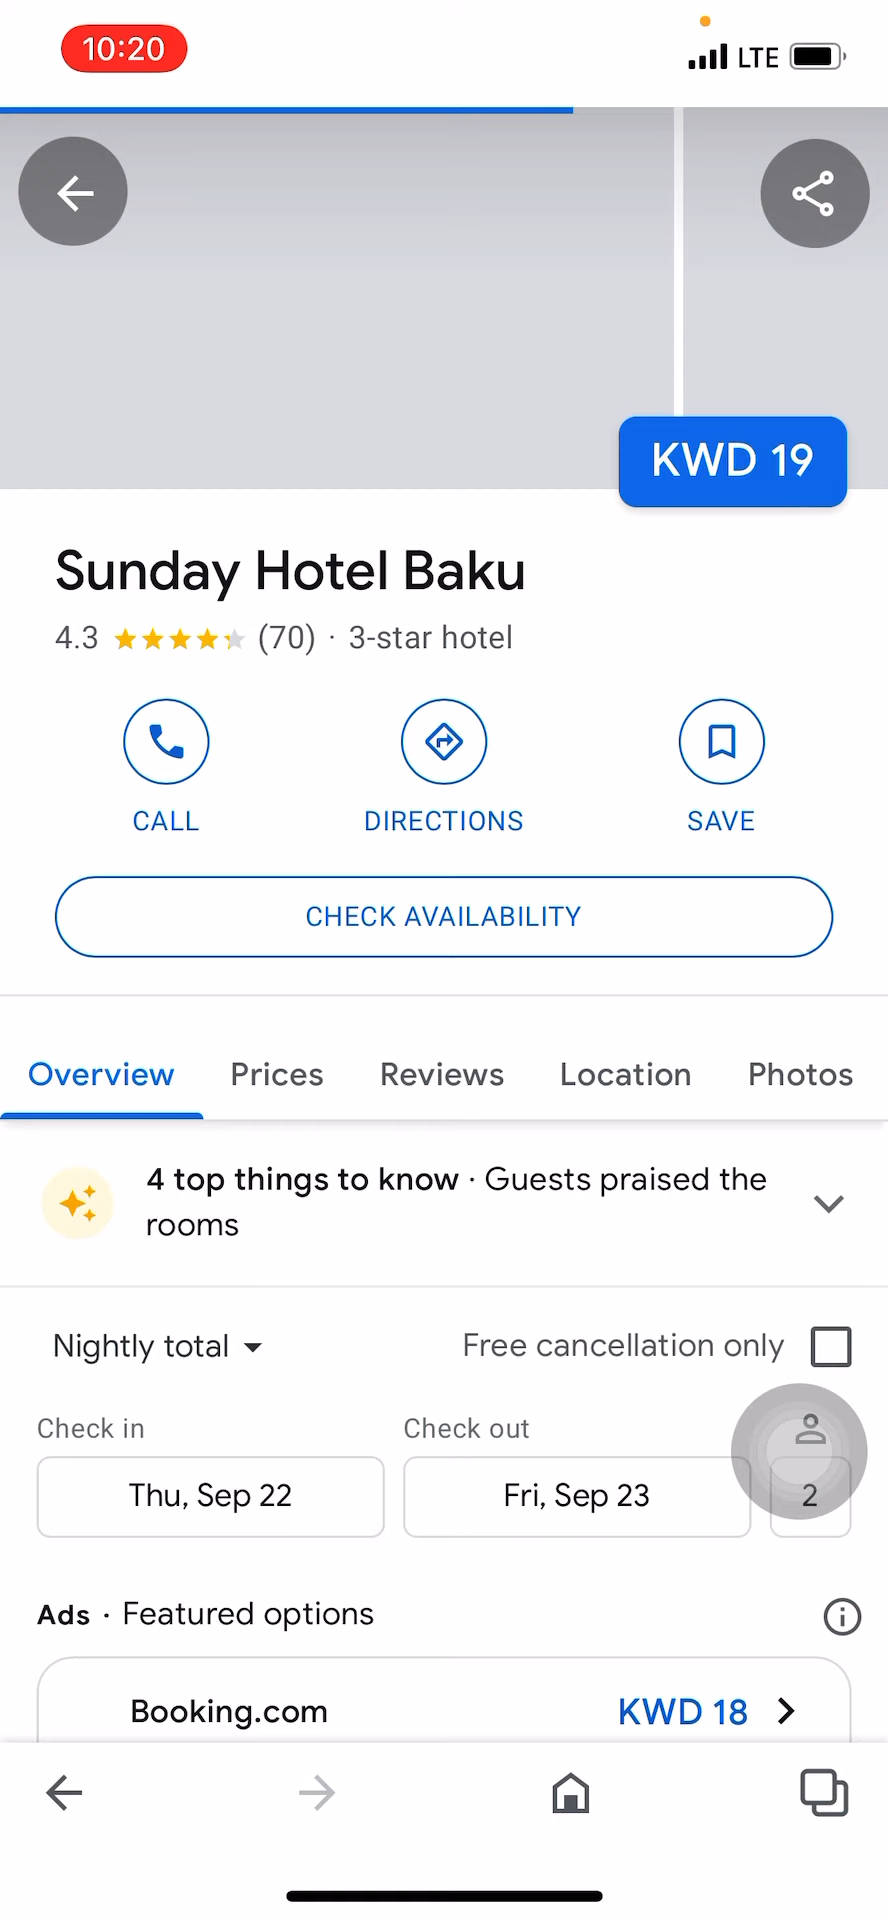 10:20
LTE
KWD 19
Sunday Hotel Baku
4.3 (70) · 3-star hotel
CALL
DIRECTIONS
SAVE
CHECK AVAILABILITY
Overview
Prices
Reviews
Location
Photos
4 top things to know · Guests praised the
rooms
Nightly total
Free cancellation only
Check in
Check out
Thu, Sep 22
Fri, Sep 23
2
Ads · Featured options
Booking.com
KWD 18